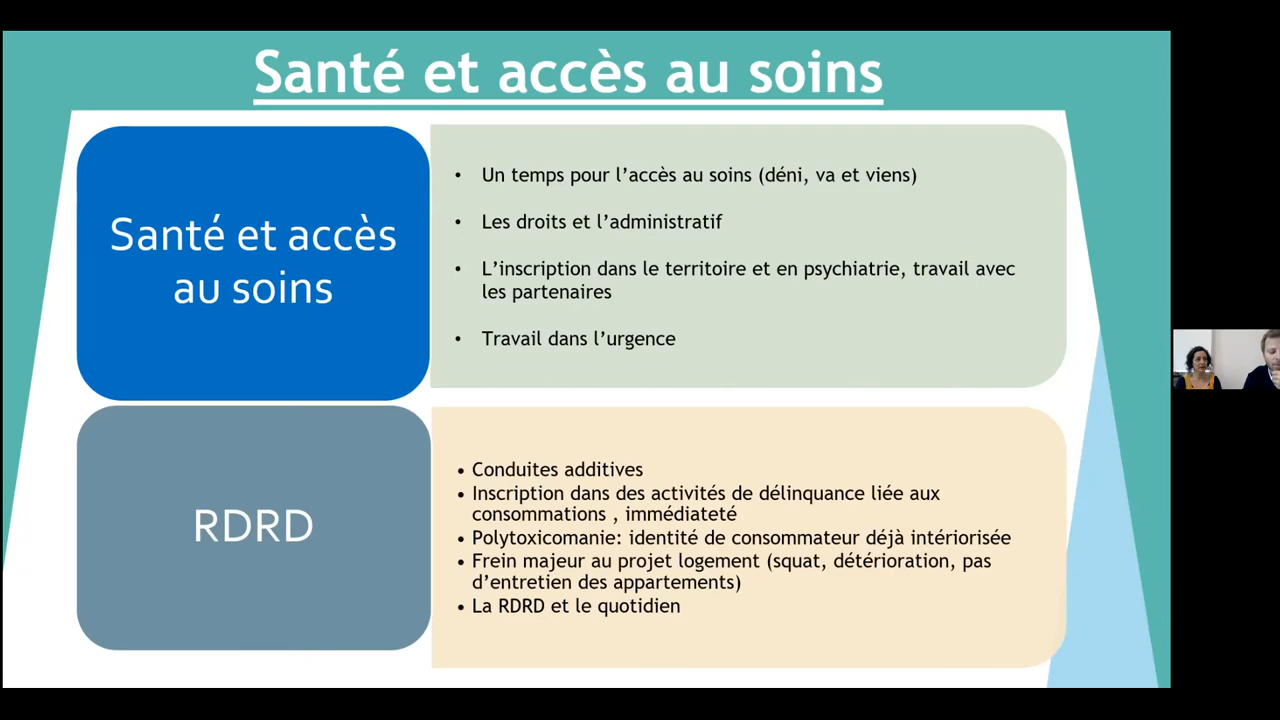 Santé et accès au soins
Santé et accès
au soins
• Un temps pour l’accès au soins (déni, va et viens)
• Les droits et l’administratif
• L’inscription dans le territoire et en psychiatrie, travail avec
les partenaires
• Travail dans l’urgence
RDRD
• Conduites additives
• Inscription dans des activités de délinquance liée aux
consommations , immédiateté
• Polytoxicomanie: identité de consommateur déjà intériorisée
• Frein majeur au projet logement (squat, détérioration, pas
d’entretien des appartements)
• La RDRD et le quotidien